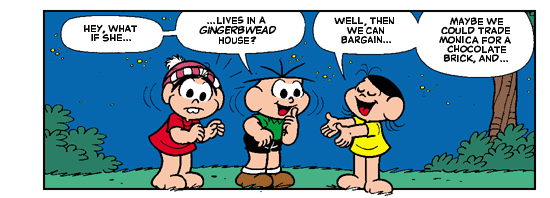 HEY, WHAT
IF SHE...
...LIVES IN A
GINGERBWEAD
HOUSE?
WELL, THEN
WE CAN
BARGAIN...
MAYBE WE
COULD TRADE
MONICA FOR A
CHOCOLATE
BRICK, AND...